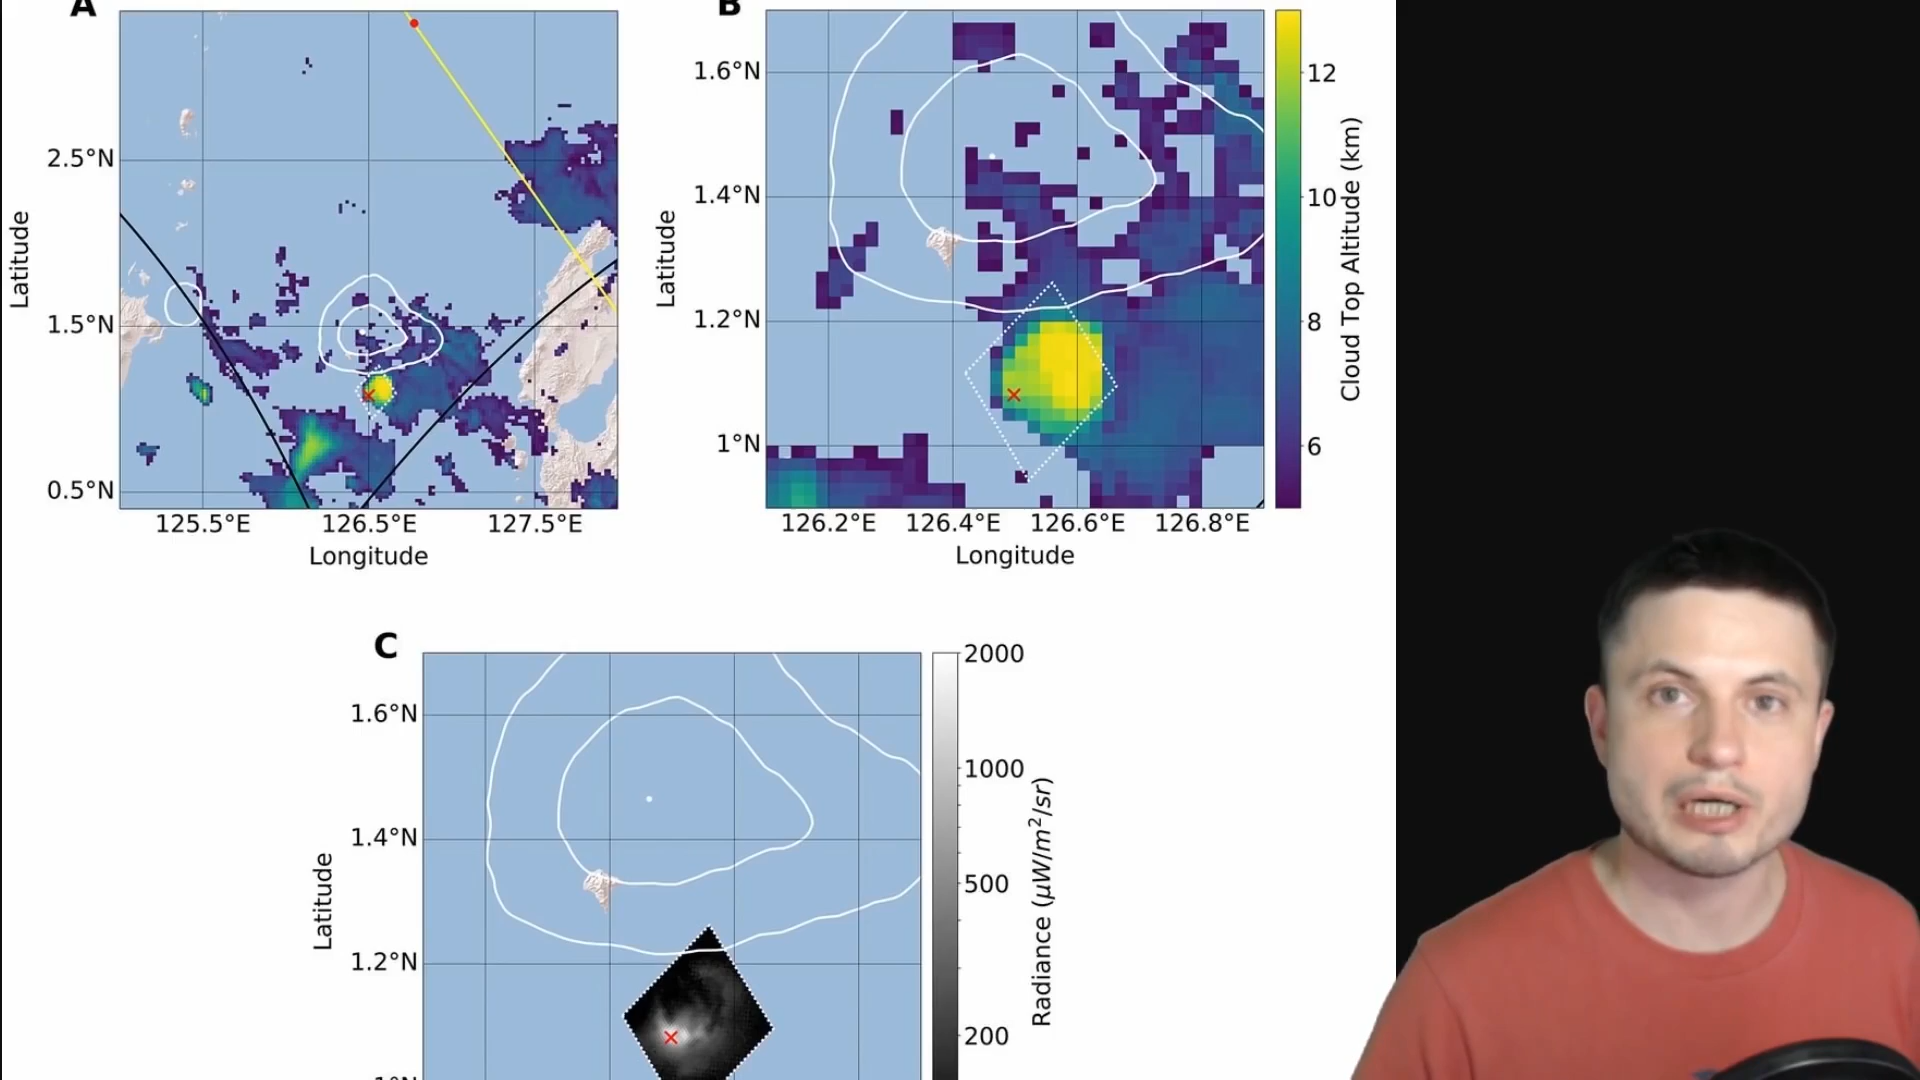 A
B
2.5°N
1.5°N
0.5°N
Latitude
125.5°E 126.5°E 127.5°E
Longitude
1.6°N
1.4°N
1.2°N
1°N
Latitude
126.2°E 126.4°E 126.6°E 126.8°E
Longitude
12
10
8
6
Cloud Top Altitude (km)
C
1.6°N
1.4°N
1.2°N
1°N
Latitude
2000
1000
500
200
Radiance (μW/m²/sr)